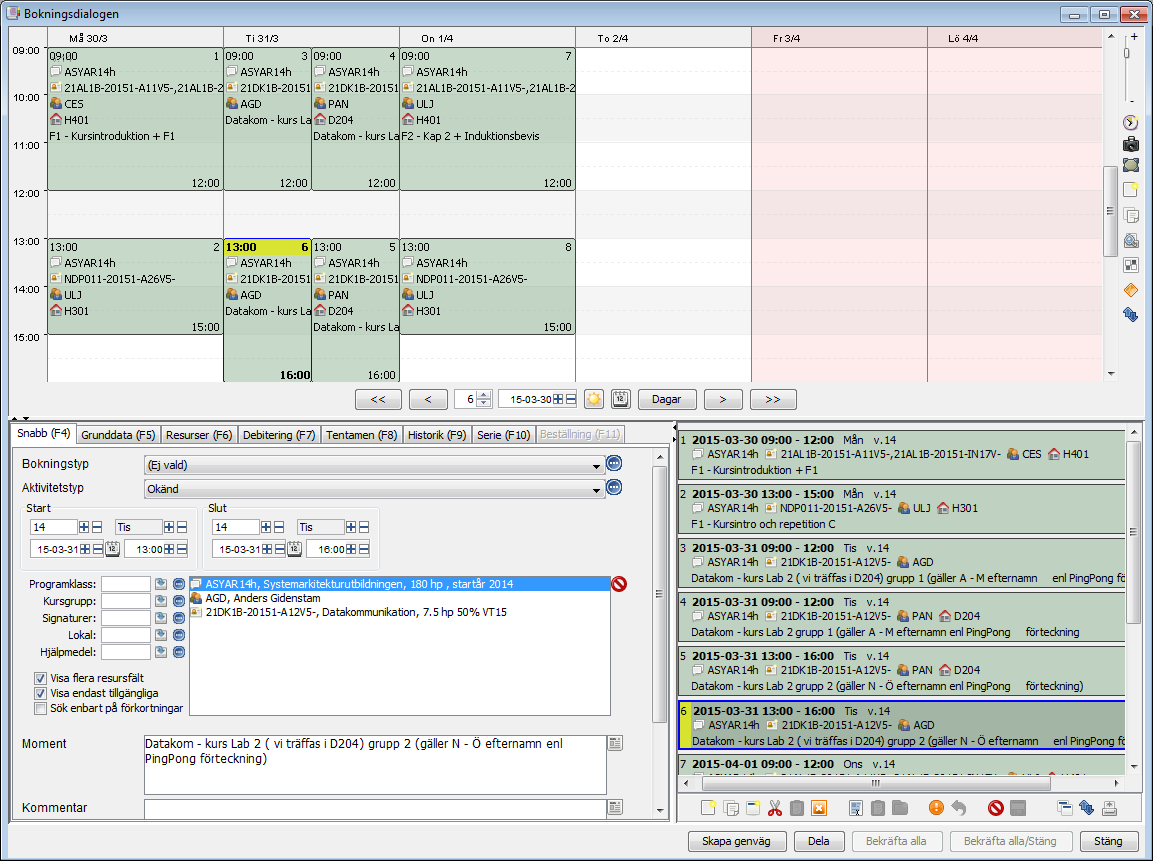 Bokningsdialogen
Må 30/3 Ti 31/3 On 1/4 To 2/4 Fr 3/4 Lö 4/4
09:00
10:00
11:00
12:00
13:00
14:00
15:00
09:00 1
ASYAR14h
21AL1B-20151-A11V5-,21AL1B-2
CES
H401
F1 - Kursintroduktion + F1
12:00
09:00 3
ASYAR14h
21DK1B-20151
AGD
Datakom - kurs La
12:00
09:00 4
ASYAR14h
21DK1B-20151
PAN
D204
Datakom - kurs La
12:00
09:00 7
ASYAR14h
21AL1B-20151-A11V5-,21AL1B-2
ULJ
H401
F2 - Kap 2 + Induktionsbevis
12:00
13:00 2
ASYAR14h
NDP011-20151-A26V5-
ULJ
H301
15:00
13:00 6
ASYAR14h
21DK1B-20151
AGD
Datakom - kurs La
16:00
13:00 5
ASYAR14h
21DK1B-20151
PAN
D204
Datakom - kurs La
16:00
13:00 8
ASYAR14h
NDP011-20151-A26V5-
ULJ
H301
15:00
<< < 6 15-03-30 12 Dagar > >>
Snabb (F4) Grunddata (F5) Resurser (F6) Debitering (F7) Tentamen (F8) Historik (F9) Serie (F10) Beställning (F11)
Bokningstyp (Ej vald)
Aktivitetstyp Okänd
Start Slut
14 Tis 14 Tis
15-03-31 12 13:00 15-03-31 12 16:00
Programklass:
Kursgrupp:
Signaturer:
Lokal:
Hjälpmedel:
ASYAR14h, Systemarkitekturutbildningen, 180 hp , startår 2014
AGD, Anders Gidenstam
21DK1B-20151-A12V5-, Datakommunikation, 7.5 hp 50% VT15
Visa flera resursfält
Visa endast tillgängliga
Sök enbart på förkortningar
Moment
Datakom - kurs Lab 2 ( vi träffas i D204) grupp 2 (gäller N - Ö efternamn enl
PingPong förteckning)
Kommentar
1 2015-03-30 09:00 - 12:00 Mån v.14
ASYAR14h 21AL1B-20151-A11V5-,21AL1B-20151-IN17V- CES H401
F1 - Kursintroduktion + F1
2 2015-03-30 13:00 - 15:00 Mån v.14
ASYAR14h NDP011-20151-A26V5- ULJ H301
F1 - Kursintro och repetition C
3 2015-03-31 09:00 - 12:00 Tis v.14
ASYAR14h 21DK1B-20151-A12V5- AGD
Datakom - kurs Lab 2 ( vi träffas i D204) grupp 1 (gäller A - M efternamn enl PingPong fö
4 2015-03-31 09:00 - 12:00 Tis v.14
ASYAR14h 21DK1B-20151-A12V5- PAN D204
Datakom - kurs Lab 2 grupp 1 (gäller A - M efternamn enl PingPong förteckning
5 2015-03-31 13:00 - 16:00 Tis v.14
ASYAR14h 21DK1B-20151-A12V5- PAN D204
Datakom - kurs Lab 2 grupp 2 (gäller N - Ö efternamn enl PingPong förteckning)
6 2015-03-31 13:00 - 16:00 Tis v.14
ASYAR14h 21DK1B-20151-A12V5- AGD
Datakom - kurs Lab 2 ( vi träffas i D204) grupp 2 (gäller N - Ö efternamn enl PingPong fö
7 2015-04-01 09:00 - 12:00 Ons v.14
Skapa genväg Dela Bekräfta alla Bekräfta alla/Stäng Stäng